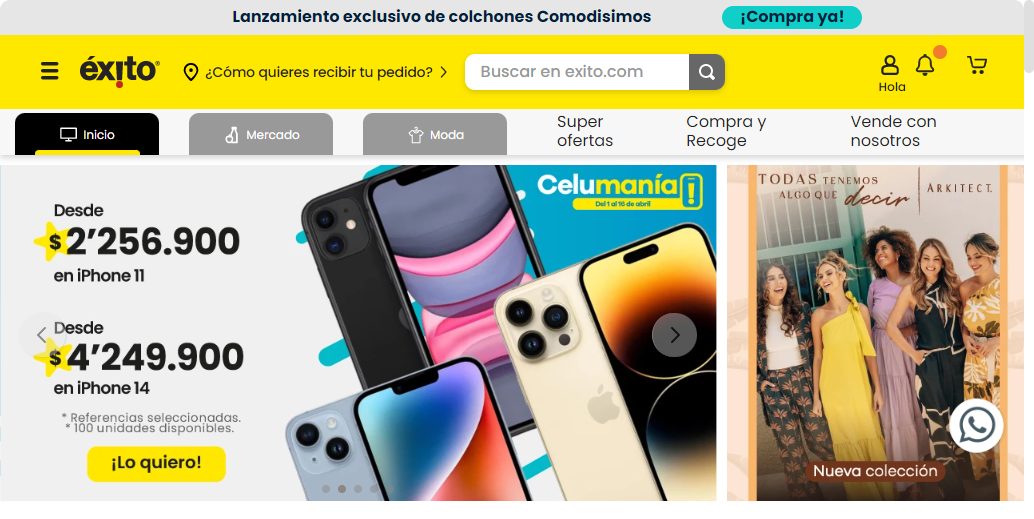 Lanzamiento exclusivo de colchones Comodisimos
¡Compra ya!
éxito®
¿Cómo quieres recibir tu pedido?
Buscar en exito.com
Hola
Inicio
Mercado
Moda
Super
ofertas
Compra y
Recoge
Vende con
nosotros
Desde
$2’256.900
en iPhone 11
Desde
$4’249.900
en iPhone 14
* Referencias seleccionadas.
* 100 unidades disponibles.
¡Lo quiero!
Celumanía
Del 1 al 16 de abril
TODAS TENEMOS
ALGO QUE decir
ARKITECT.
Nueva colección